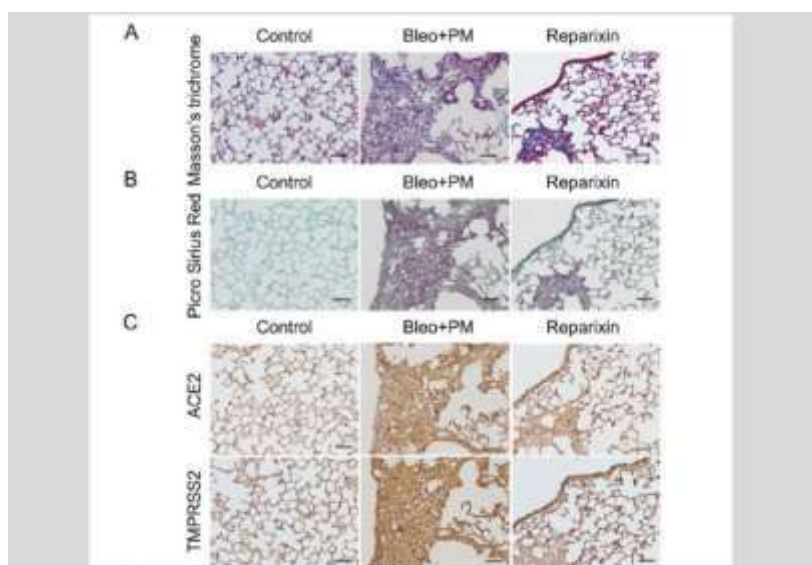 A
Control Bleo+PM Reparixin
Masson's trichrome
B
Control Bleo+PM Reparixin
Picro Sirius Red
C
Control Bleo+PM Reparixin
ACE2
TMPRSS2